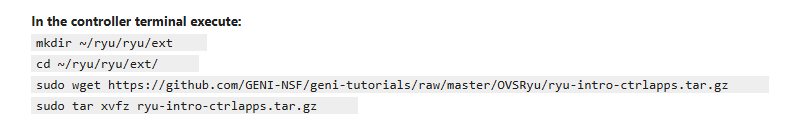 In the controller terminal execute:
mkdir ~/ryu/ryu/ext
cd ~/ryu/ryu/ext/
sudo wget https://github.com/GENI-NSF/geni-tutorials/raw/master/OVSRyu/ryu-intro-ctrlapps.tar.gz
sudo tar xvfz ryu-intro-ctrlapps.tar.gz